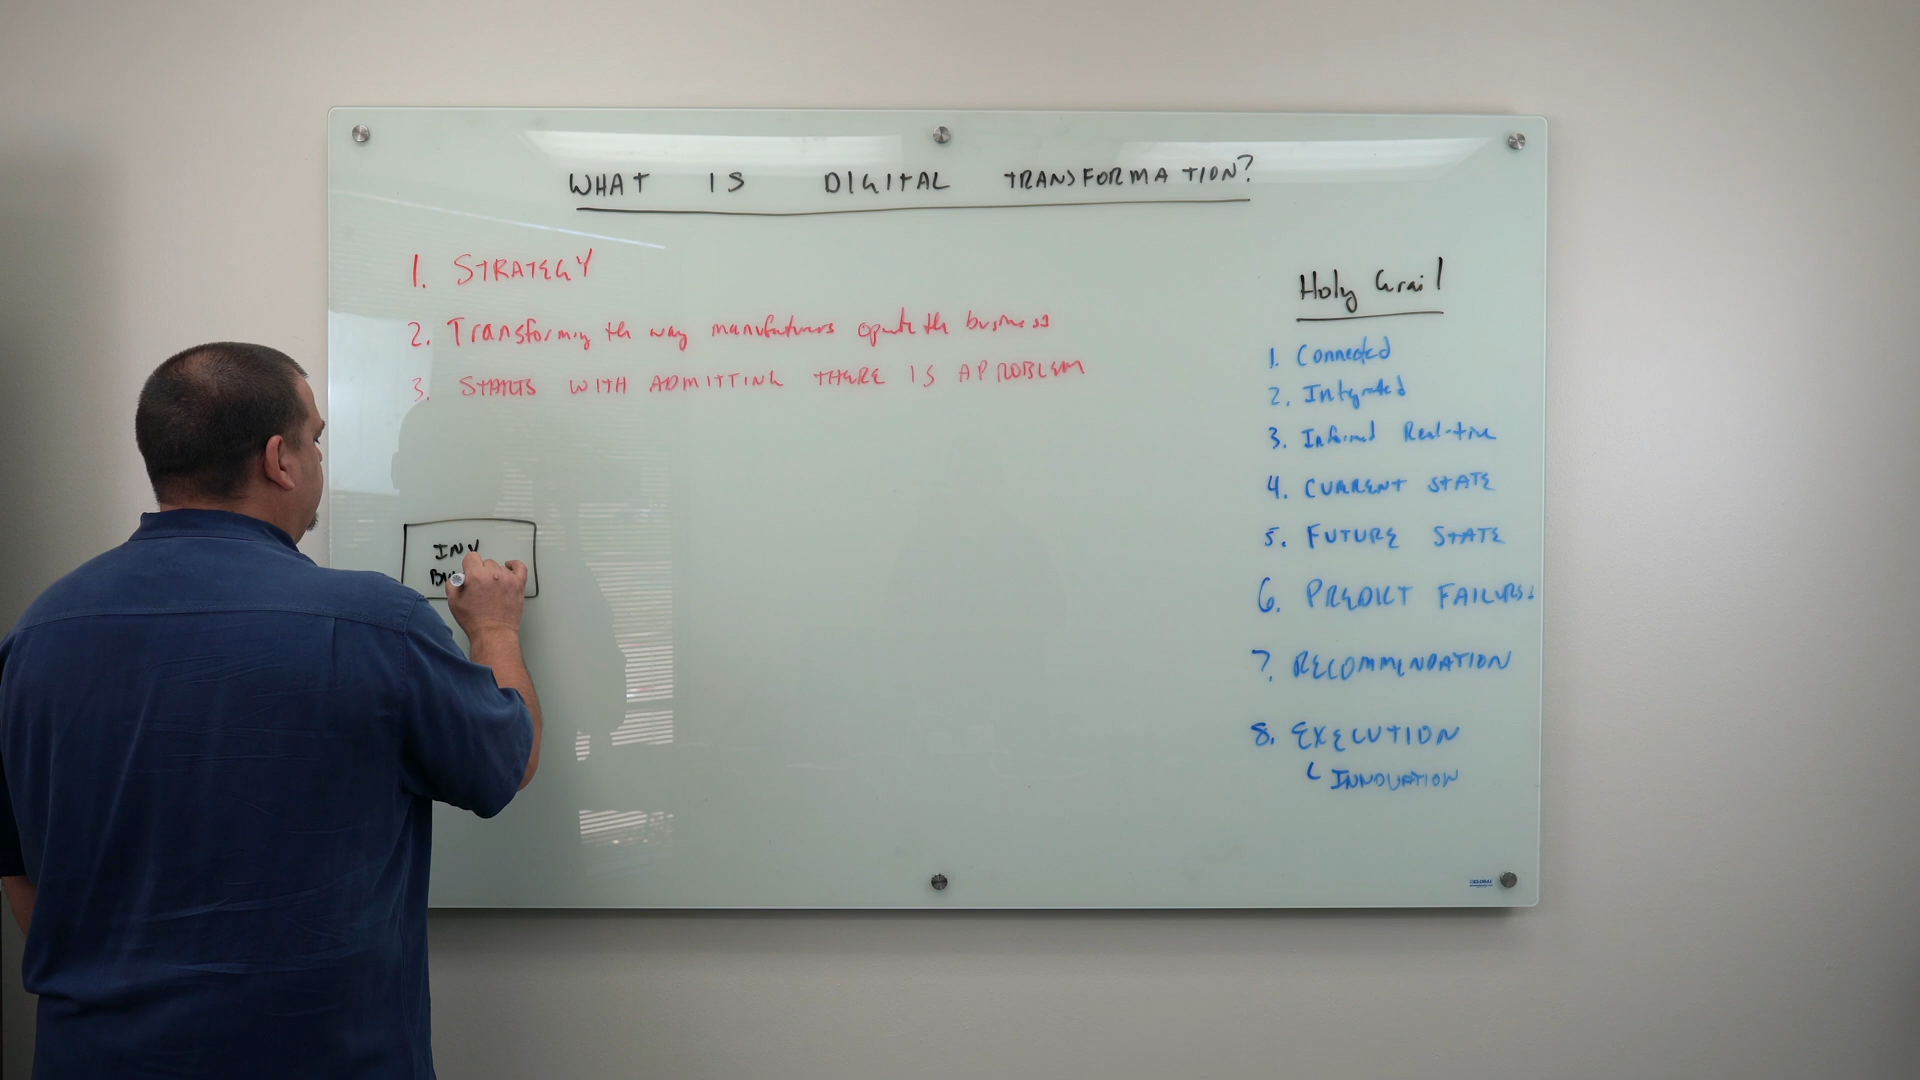 WHAT IS DIGITAL TRANSFORMATION?
1. STRATEGY
2. Transforming the way manufacturers operate the business
3. STARTS WITH ADMITTING THERE IS A PROBLEM
INV
Holy Grail
1. Connected
2. Integrated
3. Informed Real-time
4. CURRENT STATE
5. FUTURE STATE
6. PREDICT FAILURES
7. RECOMMENDATION
8. EXECUTION
INNOVATION
GLOBAL